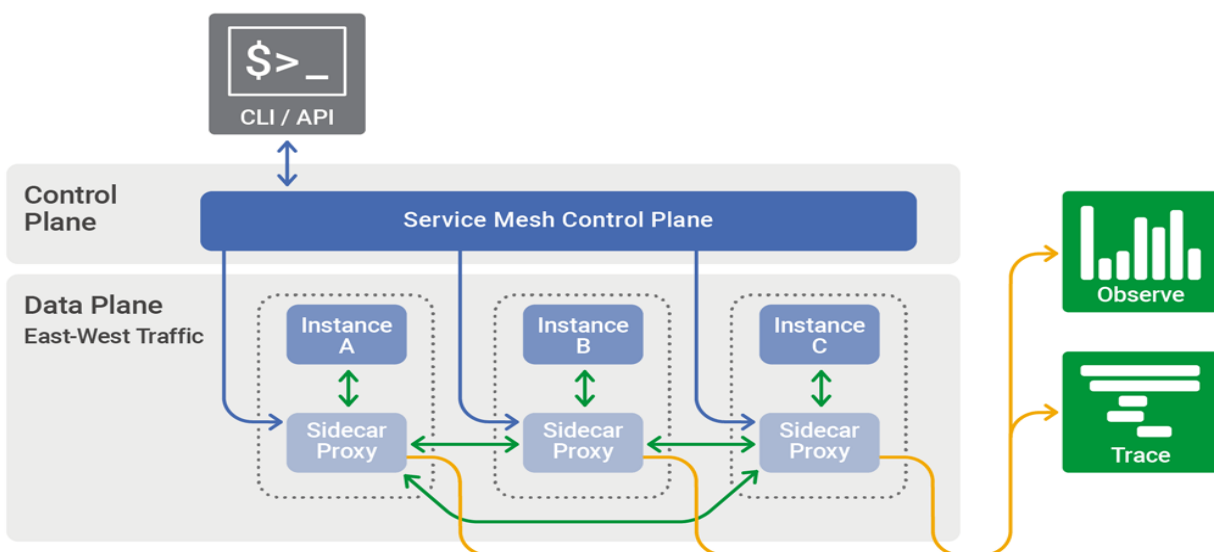 $>_
CLI / API
Control
Plane
Service Mesh Control Plane
Data Plane
East-West Traffic
Instance
A
Instance
B
Instance
C
Sidecar
Proxy
Sidecar
Proxy
Sidecar
Proxy
Observe
Trace